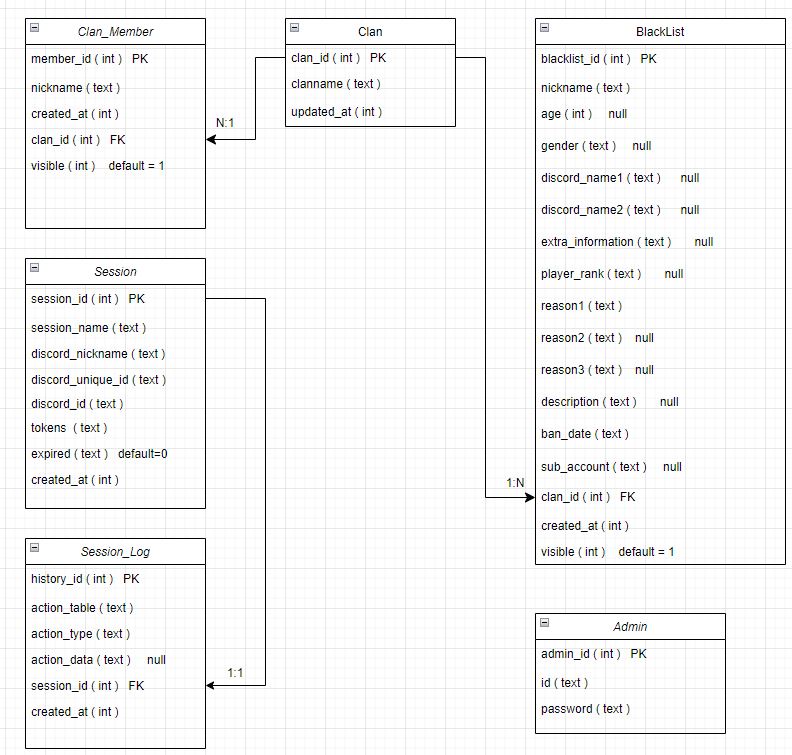 Clan_Member
member_id ( int ) PK
nickname ( text )
created_at ( int )
clan_id ( int ) FK
visible ( int ) default = 1
N:1
Clan
clan_id ( int ) PK
clanname ( text )
updated_at ( int )
BlackList
blacklist_id ( int ) PK
nickname ( text )
age ( int ) null
gender ( text ) null
discord_name1 ( text ) null
discord_name2 ( text ) null
extra_information ( text ) null
player_rank ( text ) null
reason1 ( text )
reason2 ( text ) null
reason3 ( text ) null
description ( text ) null
ban_date ( text )
sub_account ( text ) null
clan_id ( int ) FK
created_at ( int )
visible ( int ) default = 1
1:N
Session
session_id ( int ) PK
session_name ( text )
discord_nickname ( text )
discord_unique_id ( text )
discord_id ( text )
tokens ( text )
expired ( text ) default=0
created_at ( int )
Session_Log
history_id ( int ) PK
action_table ( text )
action_type ( text )
action_data ( text ) null
session_id ( int ) FK
created_at ( int )
1:1
Admin
admin_id ( int ) PK
id ( text )
password ( text )